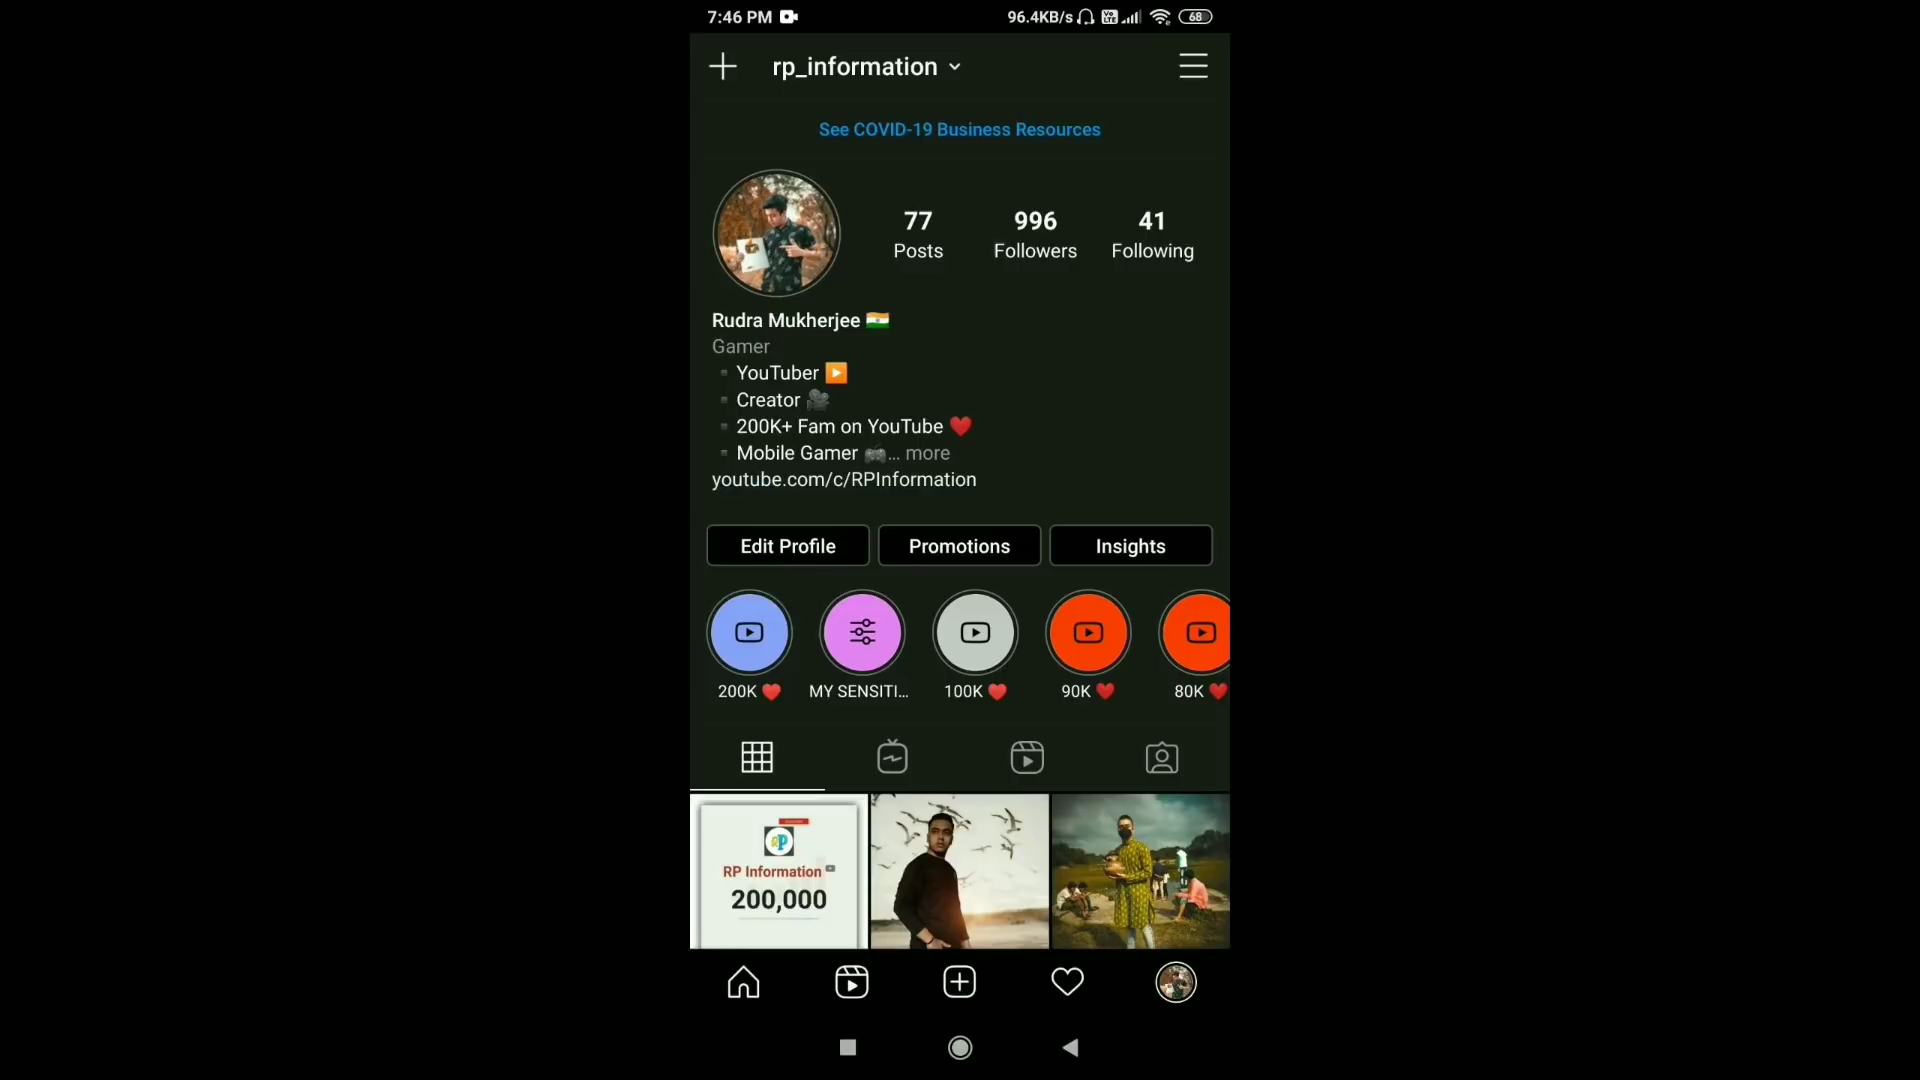 7:46 PM 96.4KB/s Vo LTE 68
rp_information
See COVID-19 Business Resources
77 996 41
Posts Followers Following
Rudra Mukherjee 🇮🇳
Gamer
▪️YouTuber ▶️
▪️Creator 🎥
▪️200K+ Fam on YouTube ❤️
▪️Mobile Gamer 🎮... more
youtube.com/c/RPInformation
Edit Profile Promotions Insights
200K ❤️ MY SENSITI... 100K ❤️ 90K ❤️ 80K ❤️
RP Information
200,000